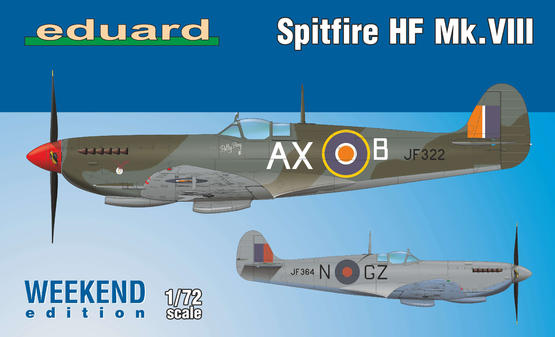 eduard
Spitfire HF Mk.VIII
AX B JF322
JF364 N GZ
WEEKEND
edition
1/72
scale